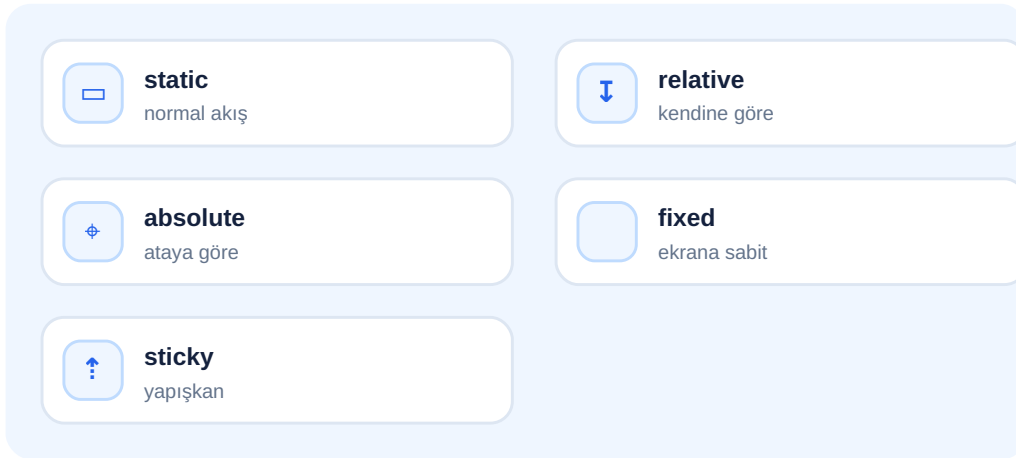 static
normal akış
relative
kendine göre
absolute
ataya göre
fixed
ekrana sabit
sticky
yapışkan